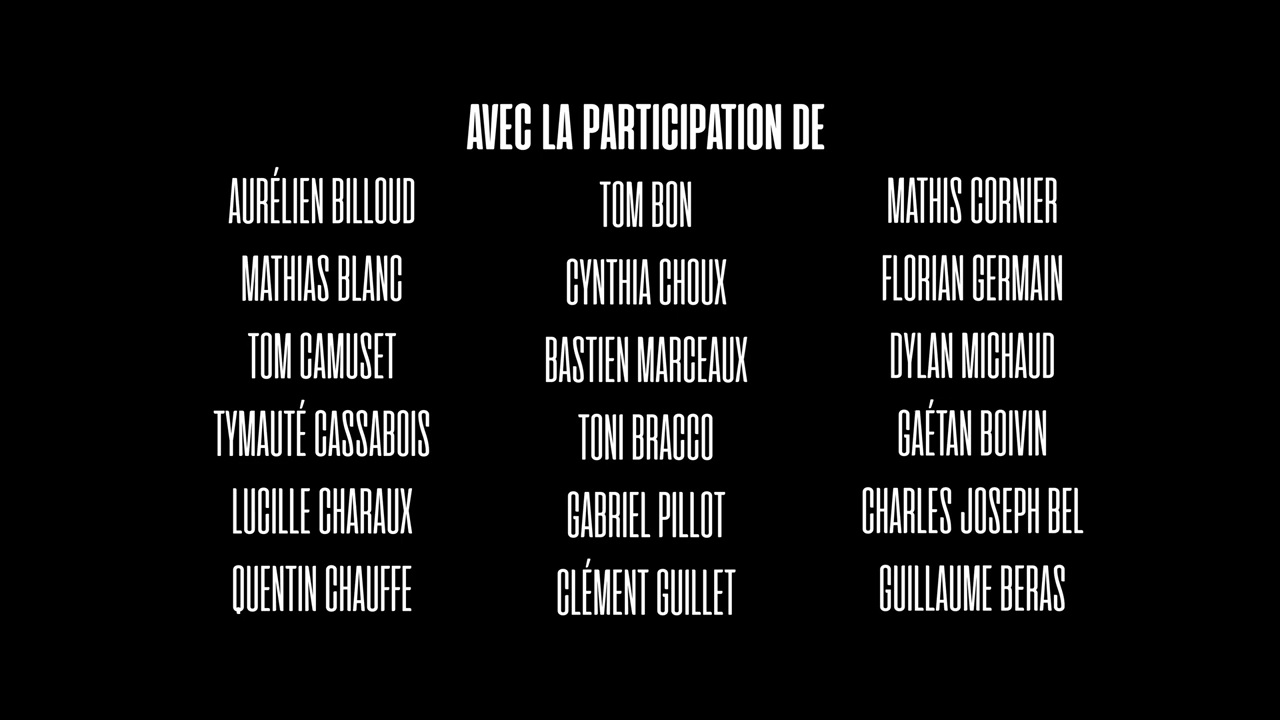 AVEC LA PARTICIPATION DE
AURÉLIEN BILLOUD
MATHIAS BLANC
TOM CAMUSET
TYMAUTÉ CASSABOIS
LUCILLE CHARAUX
QUENTIN CHAUFFE
TOM BON
CYNTHIA CHOUX
BASTIEN MARCEAUX
TONI BRACCO
GABRIEL PILLOT
CLÉMENT GUILLET
MATHIS CORNIER
FLORIAN GERMAIN
DYLAN MICHAUD
GAÉTAN BOIVIN
CHARLES JOSEPH BEL
GUILLAUME BERAS